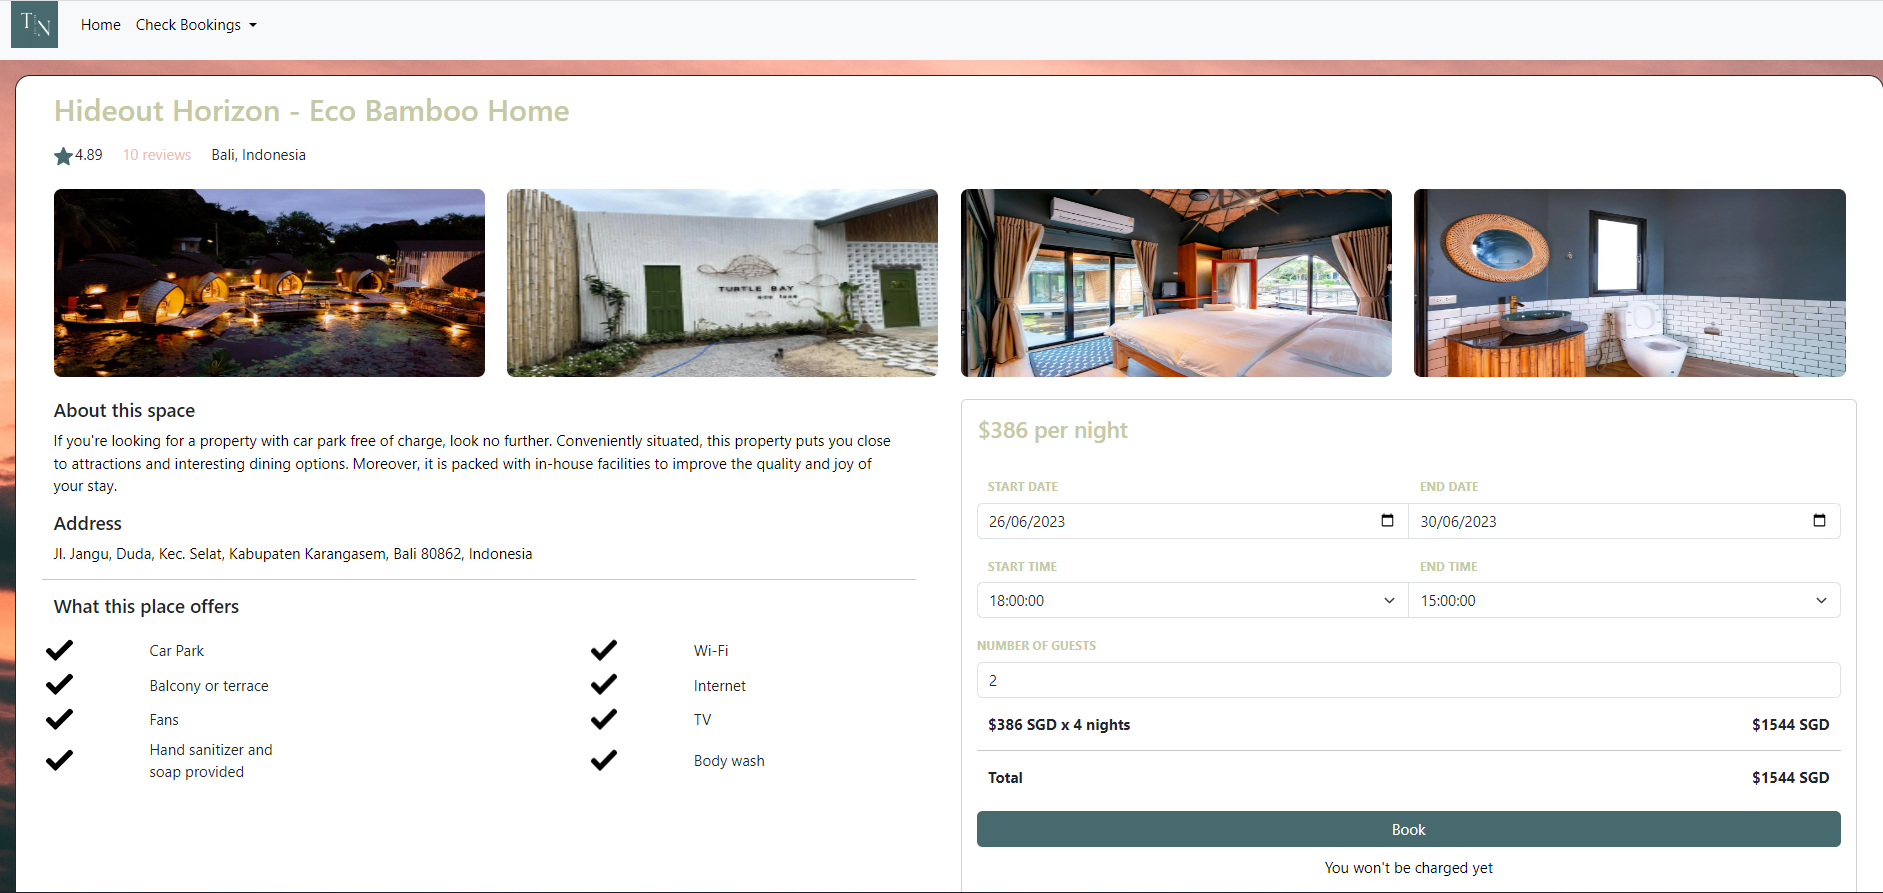 TN
Home Check Bookings
Hideout Horizon - Eco Bamboo Home
4.89 10 reviews Bali, Indonesia
TURTLE BAY
eco luxe
About this space
If you're looking for a property with car park free of charge, look no further. Conveniently situated, this property puts you close
to attractions and interesting dining options. Moreover, it is packed with in-house facilities to improve the quality and joy of
your stay.
Address
Jl. Jangu, Duda, Kec. Selat, Kabupaten Karangasem, Bali 80862, Indonesia
What this place offers
Car Park Wi-Fi
Balcony or terrace Internet
Fans TV
Hand sanitizer and
soap provided
Body wash
$386 per night
START DATE END DATE
26/06/2023 30/06/2023
START TIME END TIME
18:00:00 15:00:00
NUMBER OF GUESTS
2
$386 SGD x 4 nights $1544 SGD
Total $1544 SGD
Book
You won't be charged yet